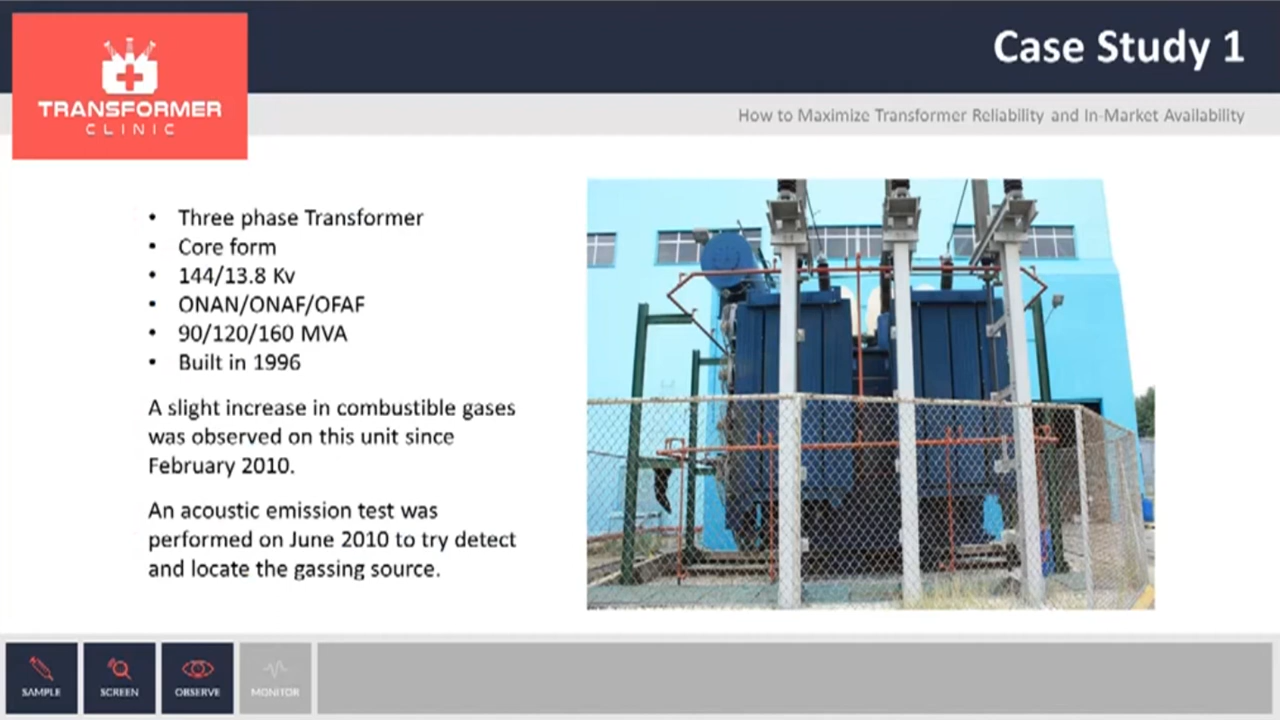 Case Study 1
TRANSFORMER
CLINIC
How to Maximize Transformer Reliability and In-Market Availability
• Three phase Transformer
• Core form
• 144/13.8 Kv
• ONAN/ONAF/OFAF
• 90/120/160 MVA
• Built in 1996
A slight increase in combustible gases
was observed on this unit since
February 2010.
An acoustic emission test was
performed on June 2010 to try detect
and locate the gassing source.
SAMPLE
SCREEN
OBSERVE
MONITOR